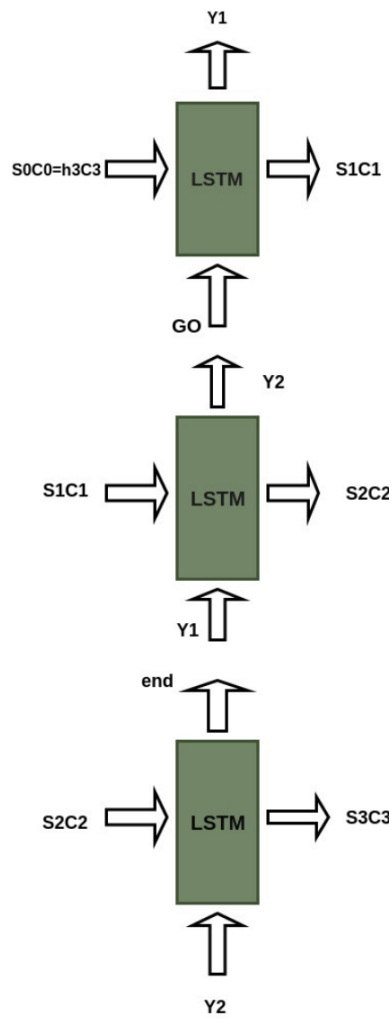 Y1
S0C0=h3C3
LSTM
S1C1
GO
Y2
S1C1
LSTM
S2C2
Y1
end
S2C2
LSTM
S3C3
Y2